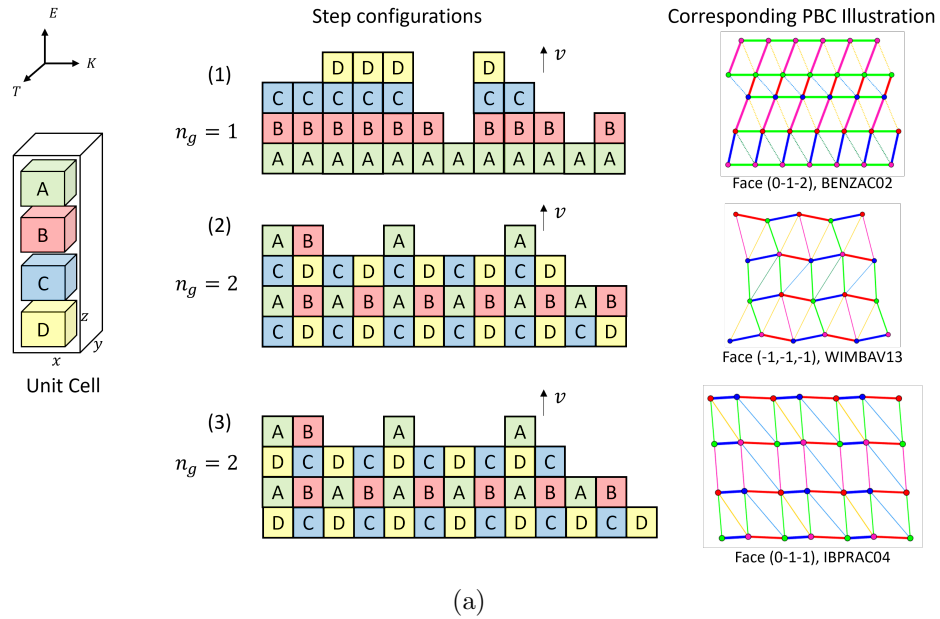 Step configurations
Corresponding PBC Illustration
E
K
T
(1)
v
D D D D
C C C C C C C
n_g = 1
B B B B B B B B B B
A A A A A A A A A A A A
Face (0-1-2), BENZAC02
A
B
C
D
z
y
x
Unit Cell
(2)
v
A B A A
C D C D C D C D C D
n_g = 2
A B A B A B A B A B A B
C D C D C D C D C D C D
Face (-1,-1,-1), WIMBAV13
(3)
v
A B A A
D C D C D C D C D C
n_g = 2
A B A B A B A B A B A B
D C D C D C D C D C D C D
Face (0-1-1), IBPRAC04
(a)